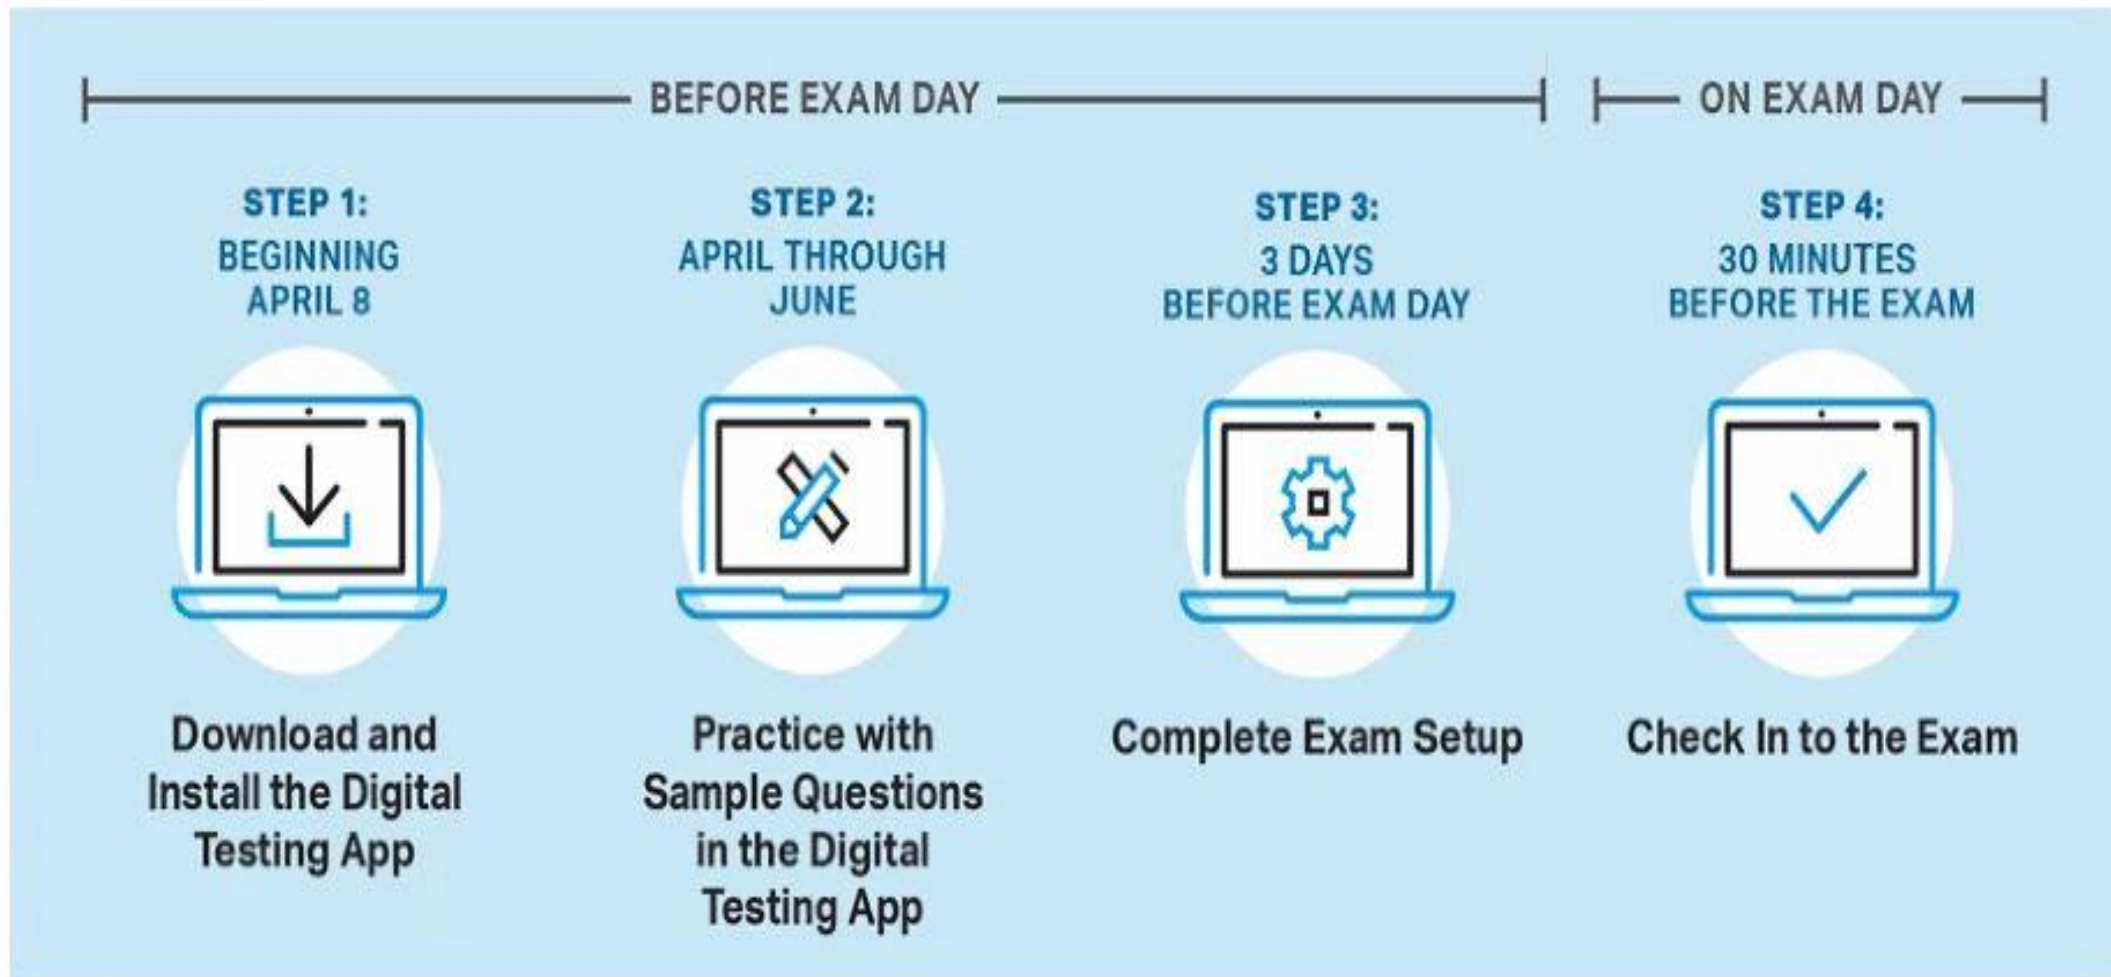 BEFORE EXAM DAY
ON EXAM DAY
STEP 1:
BEGINNING
APRIL 8
Download and
Install the Digital
Testing App
STEP 2:
APRIL THROUGH
JUNE
Practice with
Sample Questions
in the Digital
Testing App
STEP 3:
3 DAYS
BEFORE EXAM DAY
Complete Exam Setup
STEP 4:
30 MINUTES
BEFORE THE EXAM
Check In to the Exam